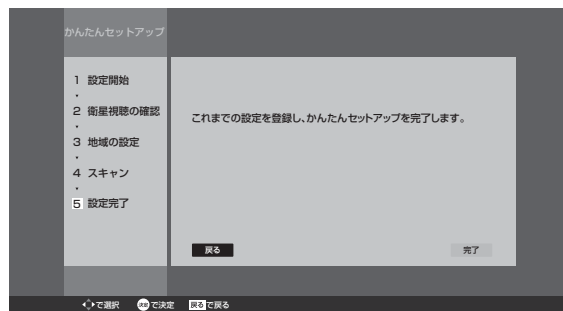 かんたんセットアップ
1 設定開始
・
2 衛星視聴の確認
・
3 地域の設定
・
4 スキャン
・
5 設定完了
これまでの設定を登録し、かんたんセットアップを完了します。
戻る 完了
で選択 決定 で決定 戻る で戻る